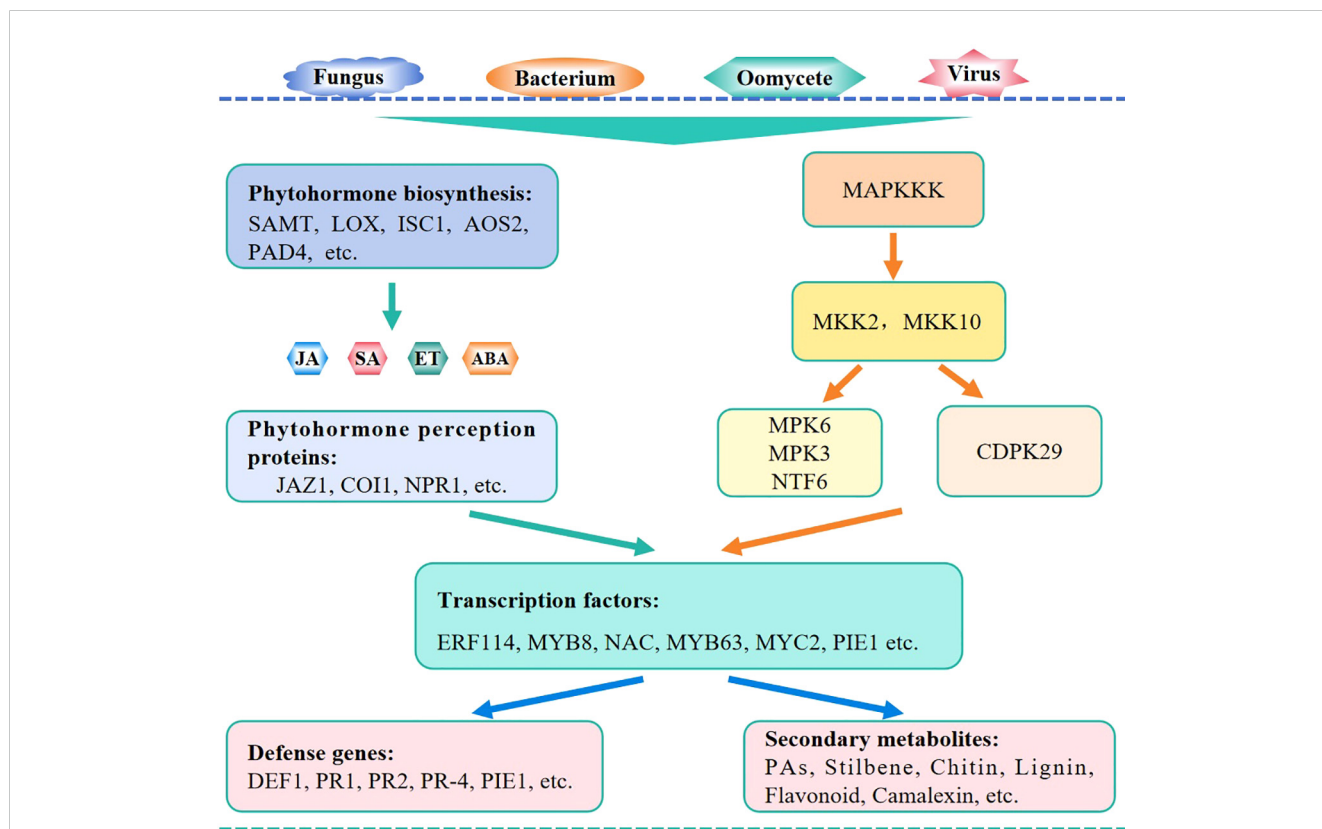 Fungus
Bacterium
Oomycete
Virus
Phytohormone biosynthesis:
SAMT, LOX, ISC1, AOS2,
PAD4, etc.
JA
SA
ET
ABA
Phytohormone perception
proteins:
JAZ1, COI1, NPR1, etc.
MAPKKK
MKK2，MKK10
MPK6
MPK3
NTF6
CDPK29
Transcription factors:
ERF114, MYB8, NAC, MYB63, MYC2, PIE1 etc.
Defense genes:
DEF1, PR1, PR2, PR-4, PIE1, etc.
Secondary metabolites:
PAs, Stilbene, Chitin, Lignin,
Flavonoid, Camalexin, etc.